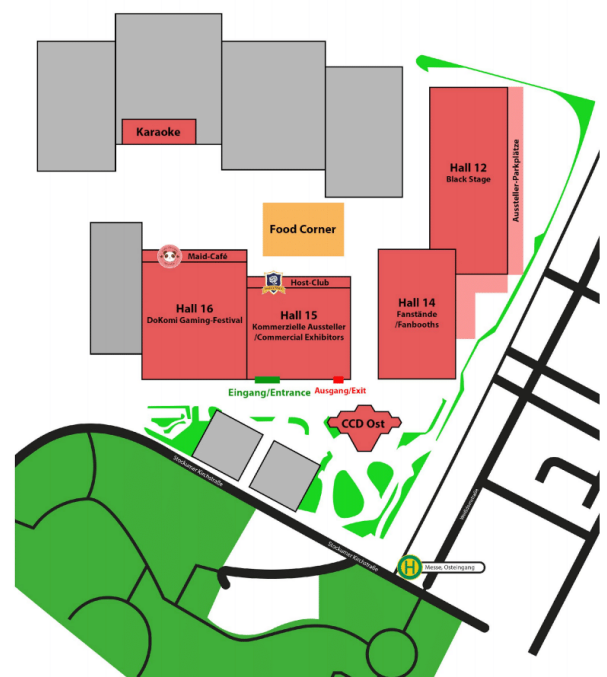 Karaoke
Hall 12
Black Stage
Aussteller-Parkplätze
Food Corner
Maid-Café
Host-Club
Hall 16
DoKomi Gaming-Festival
Hall 15
Kommerzielle Aussteller
/Commercial Exhibitors
Hall 14
Fanstände
/Fanbooths
Eingang/Entrance
Ausgang/Exit
CCD Ost
Stockumer Kirchstraße
Stockumer Kirchstraße
H
Messe, Osteingang